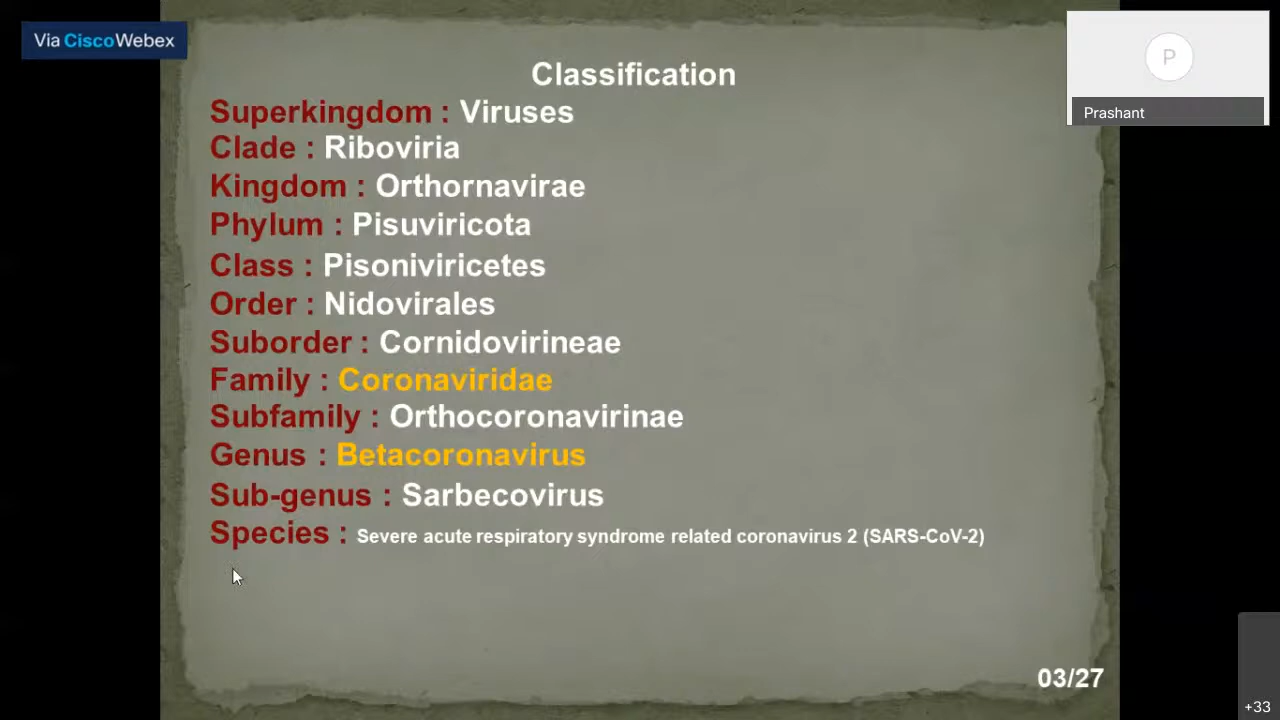 Via CiscoWebex
P
Prashant
Classification
Superkingdom : Viruses
Clade : Riboviria
Kingdom : Orthornavirae
Phylum : Pisuviricota
Class : Pisoniviricetes
Order : Nidovirales
Suborder : Cornidovirineae
Family : Coronaviridae
Subfamily : Orthocoronavirinae
Genus : Betacoronavirus
Sub-genus : Sarbecovirus
Species : Severe acute respiratory syndrome related coronavirus 2 (SARS-CoV-2)
03/27
+33